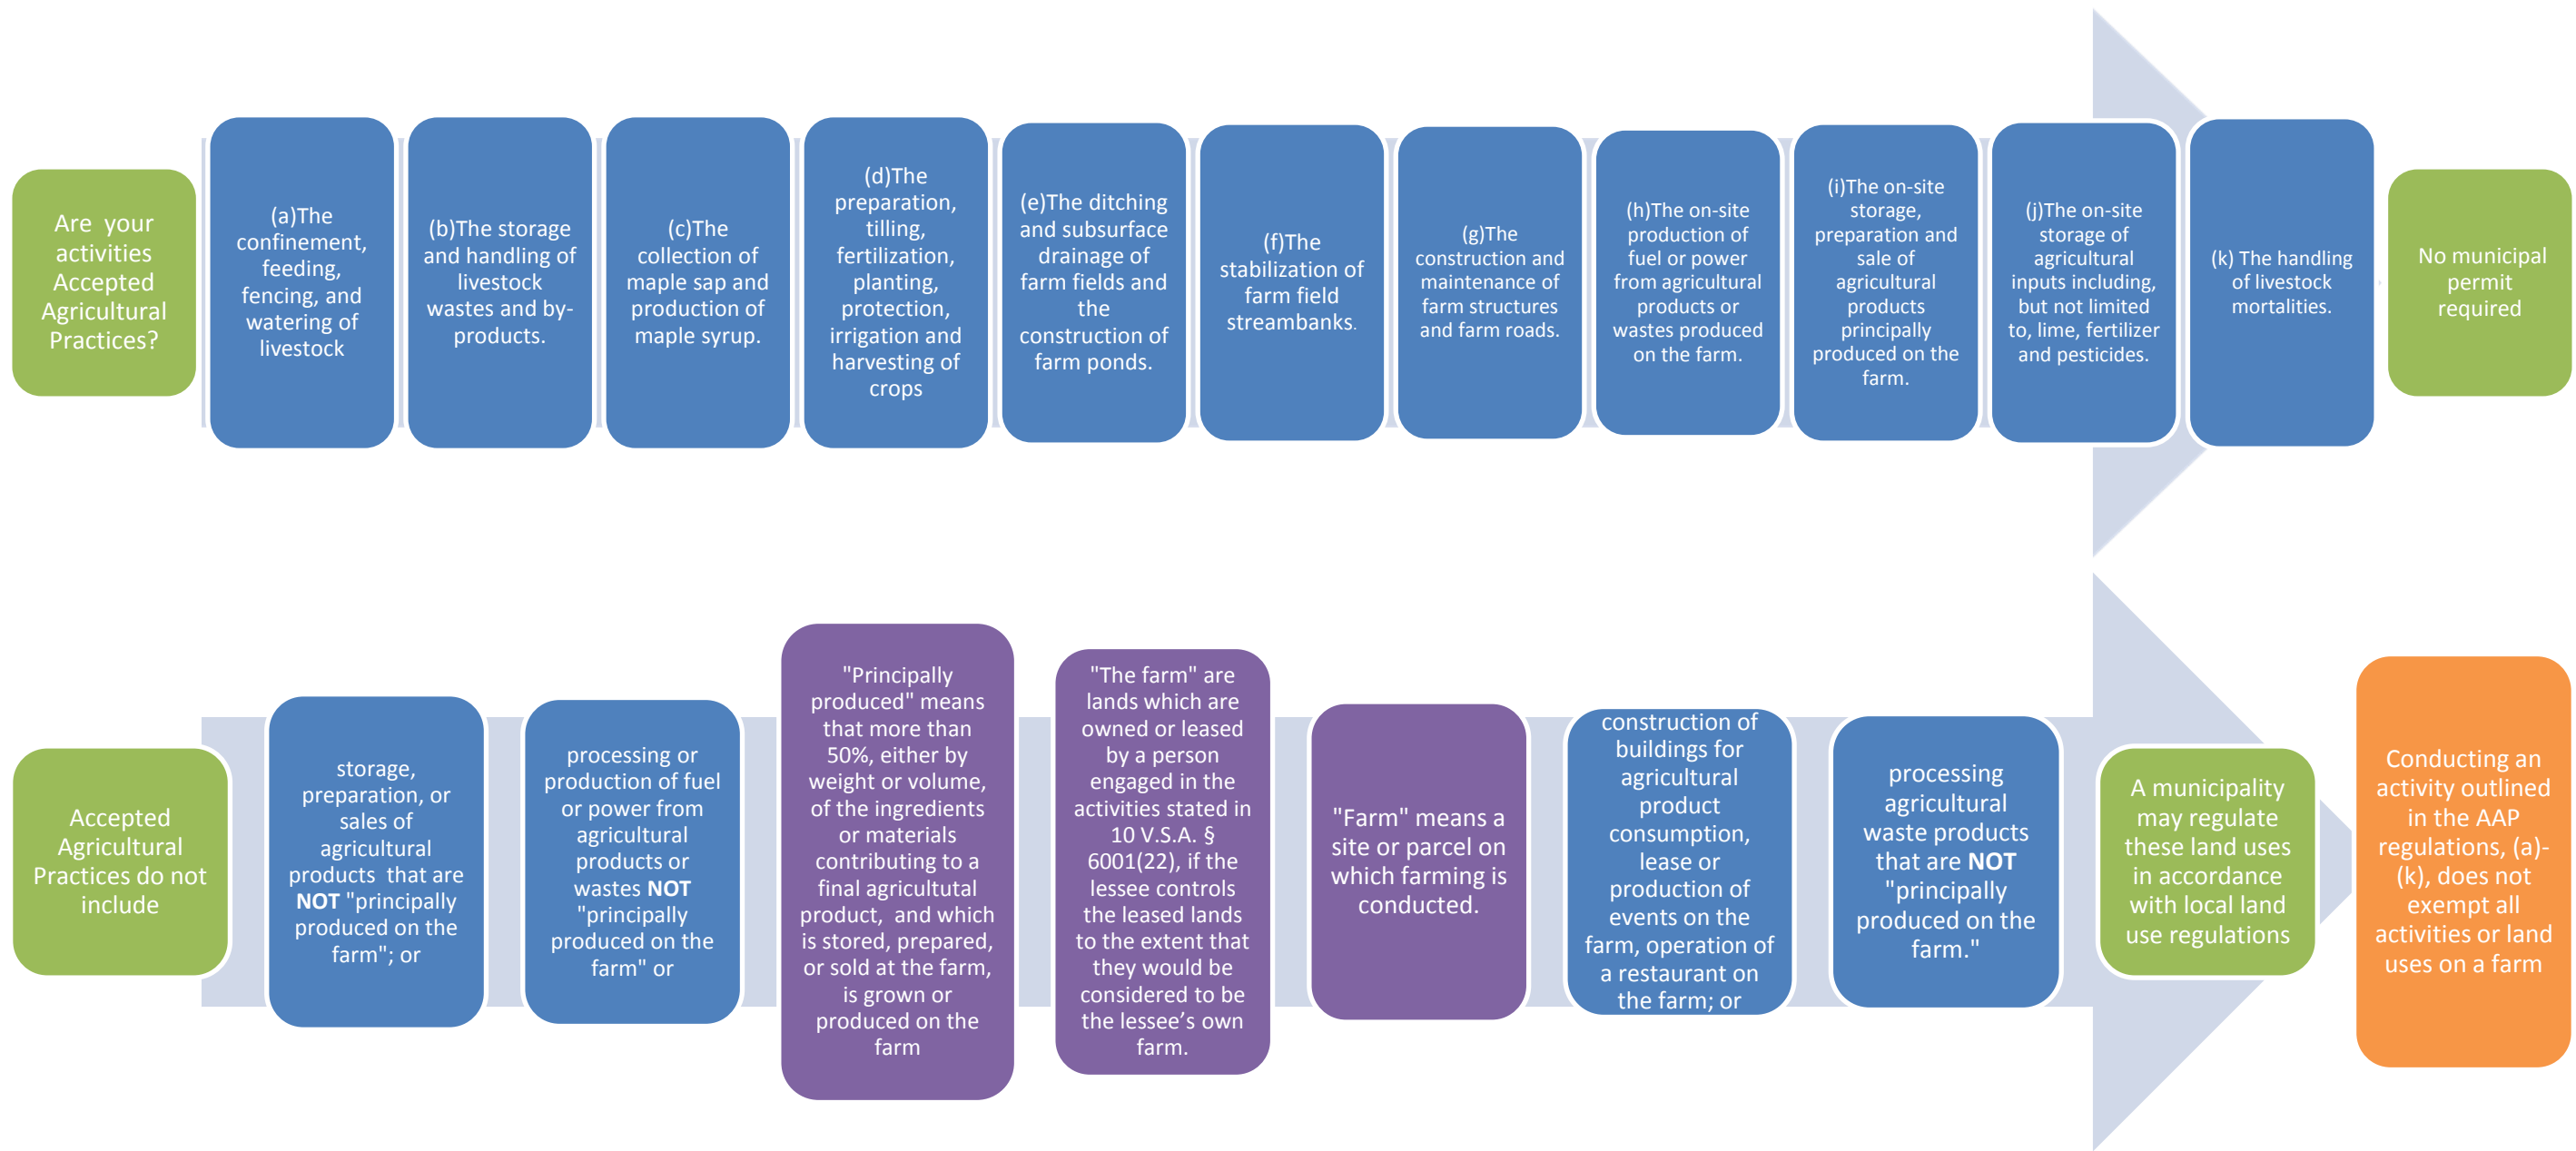 Are your
activities
Accepted
Agricultural
Practices?
(a)The
confinement,
feeding,
fencing, and
watering of
livestock
(b)The storage
and handling of
livestock
wastes and by-
products.
(c)The
collection of
maple sap and
production of
maple syrup.
(d)The
preparation,
tilling,
fertilization,
planting,
protection,
irrigation and
harvesting of
crops
(e)The ditching
and subsurface
drainage of
farm fields and
the
construction of
farm ponds.
(f)The
stabilization of
farm field
streambanks.
(g)The
construction and
maintenance of
farm structures
and farm roads.
(h)The on-site
production of
fuel or power
from agricultural
products or
wastes produced
on the farm.
(i)The on-site
storage,
preparation and
sale of
agricultural
products
principally
produced on the
farm.
(j)The on-site
storage of
agricultural
inputs including,
but not limited
to, lime, fertilizer
and pesticides.
(k) The handling
of livestock
mortalities.
No municipal
permit
required
Accepted
Agricultural
Practices do not
include
storage,
preparation, or
sales of
agricultural
products that are
NOT "principally
produced on the
farm"; or
processing or
production of fuel
or power from
agricultural
products or
wastes NOT
"principally
produced on the
farm" or
"Principally
produced" means
that more than
50%, either by
weight or volume,
of the ingredients
or materials
contributing to a
final agricultutal
product, and which
is stored, prepared,
or sold at the farm,
is grown or
produced on the
farm
"The farm" are
lands which are
owned or leased
by a person
engaged in the
activities stated in
10 V.S.A. §
6001(22), if the
lessee controls
the leased lands
to the extent that
they would be
considered to be
the lessee’s own
farm.
"Farm" means a
site or parcel on
which farming is
conducted.
construction of
buildings for
agricultural
product
consumption,
lease or
production of
events on the
farm, operation of
a restaurant on
the farm; or
processing
agricultural
waste products
that are NOT
"principally
produced on the
farm."
A municipality
may regulate
these land uses
in accordance
with local land
use regulations
Conducting an
activity outlined
in the AAP
regulations, (a)-
(k), does not
exempt all
activities or land
uses on a farm